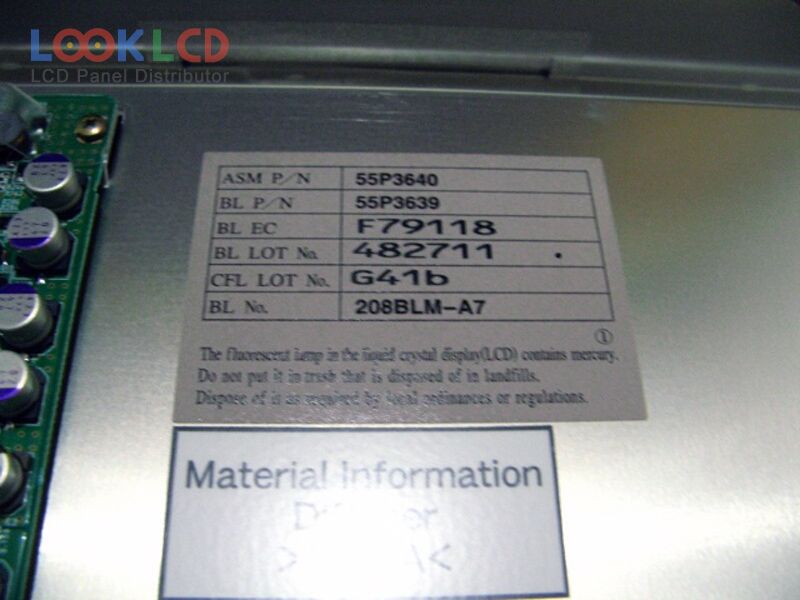 LOOKLCD
LCD Panel Distributor
ASM P/N 55P3640
BL P/N 55P3639
BL EC F79118
BL LOT No. 482711
CFL LOT No. G41b
BL No. 208BLM-A7
1
The fluorescent lamp in the liquid crystal display(LCD) contains mercury.
Do not put it in trash that is disposed of in landfills.
Dispose of it as required by local ordinances or regulations.
Material Information